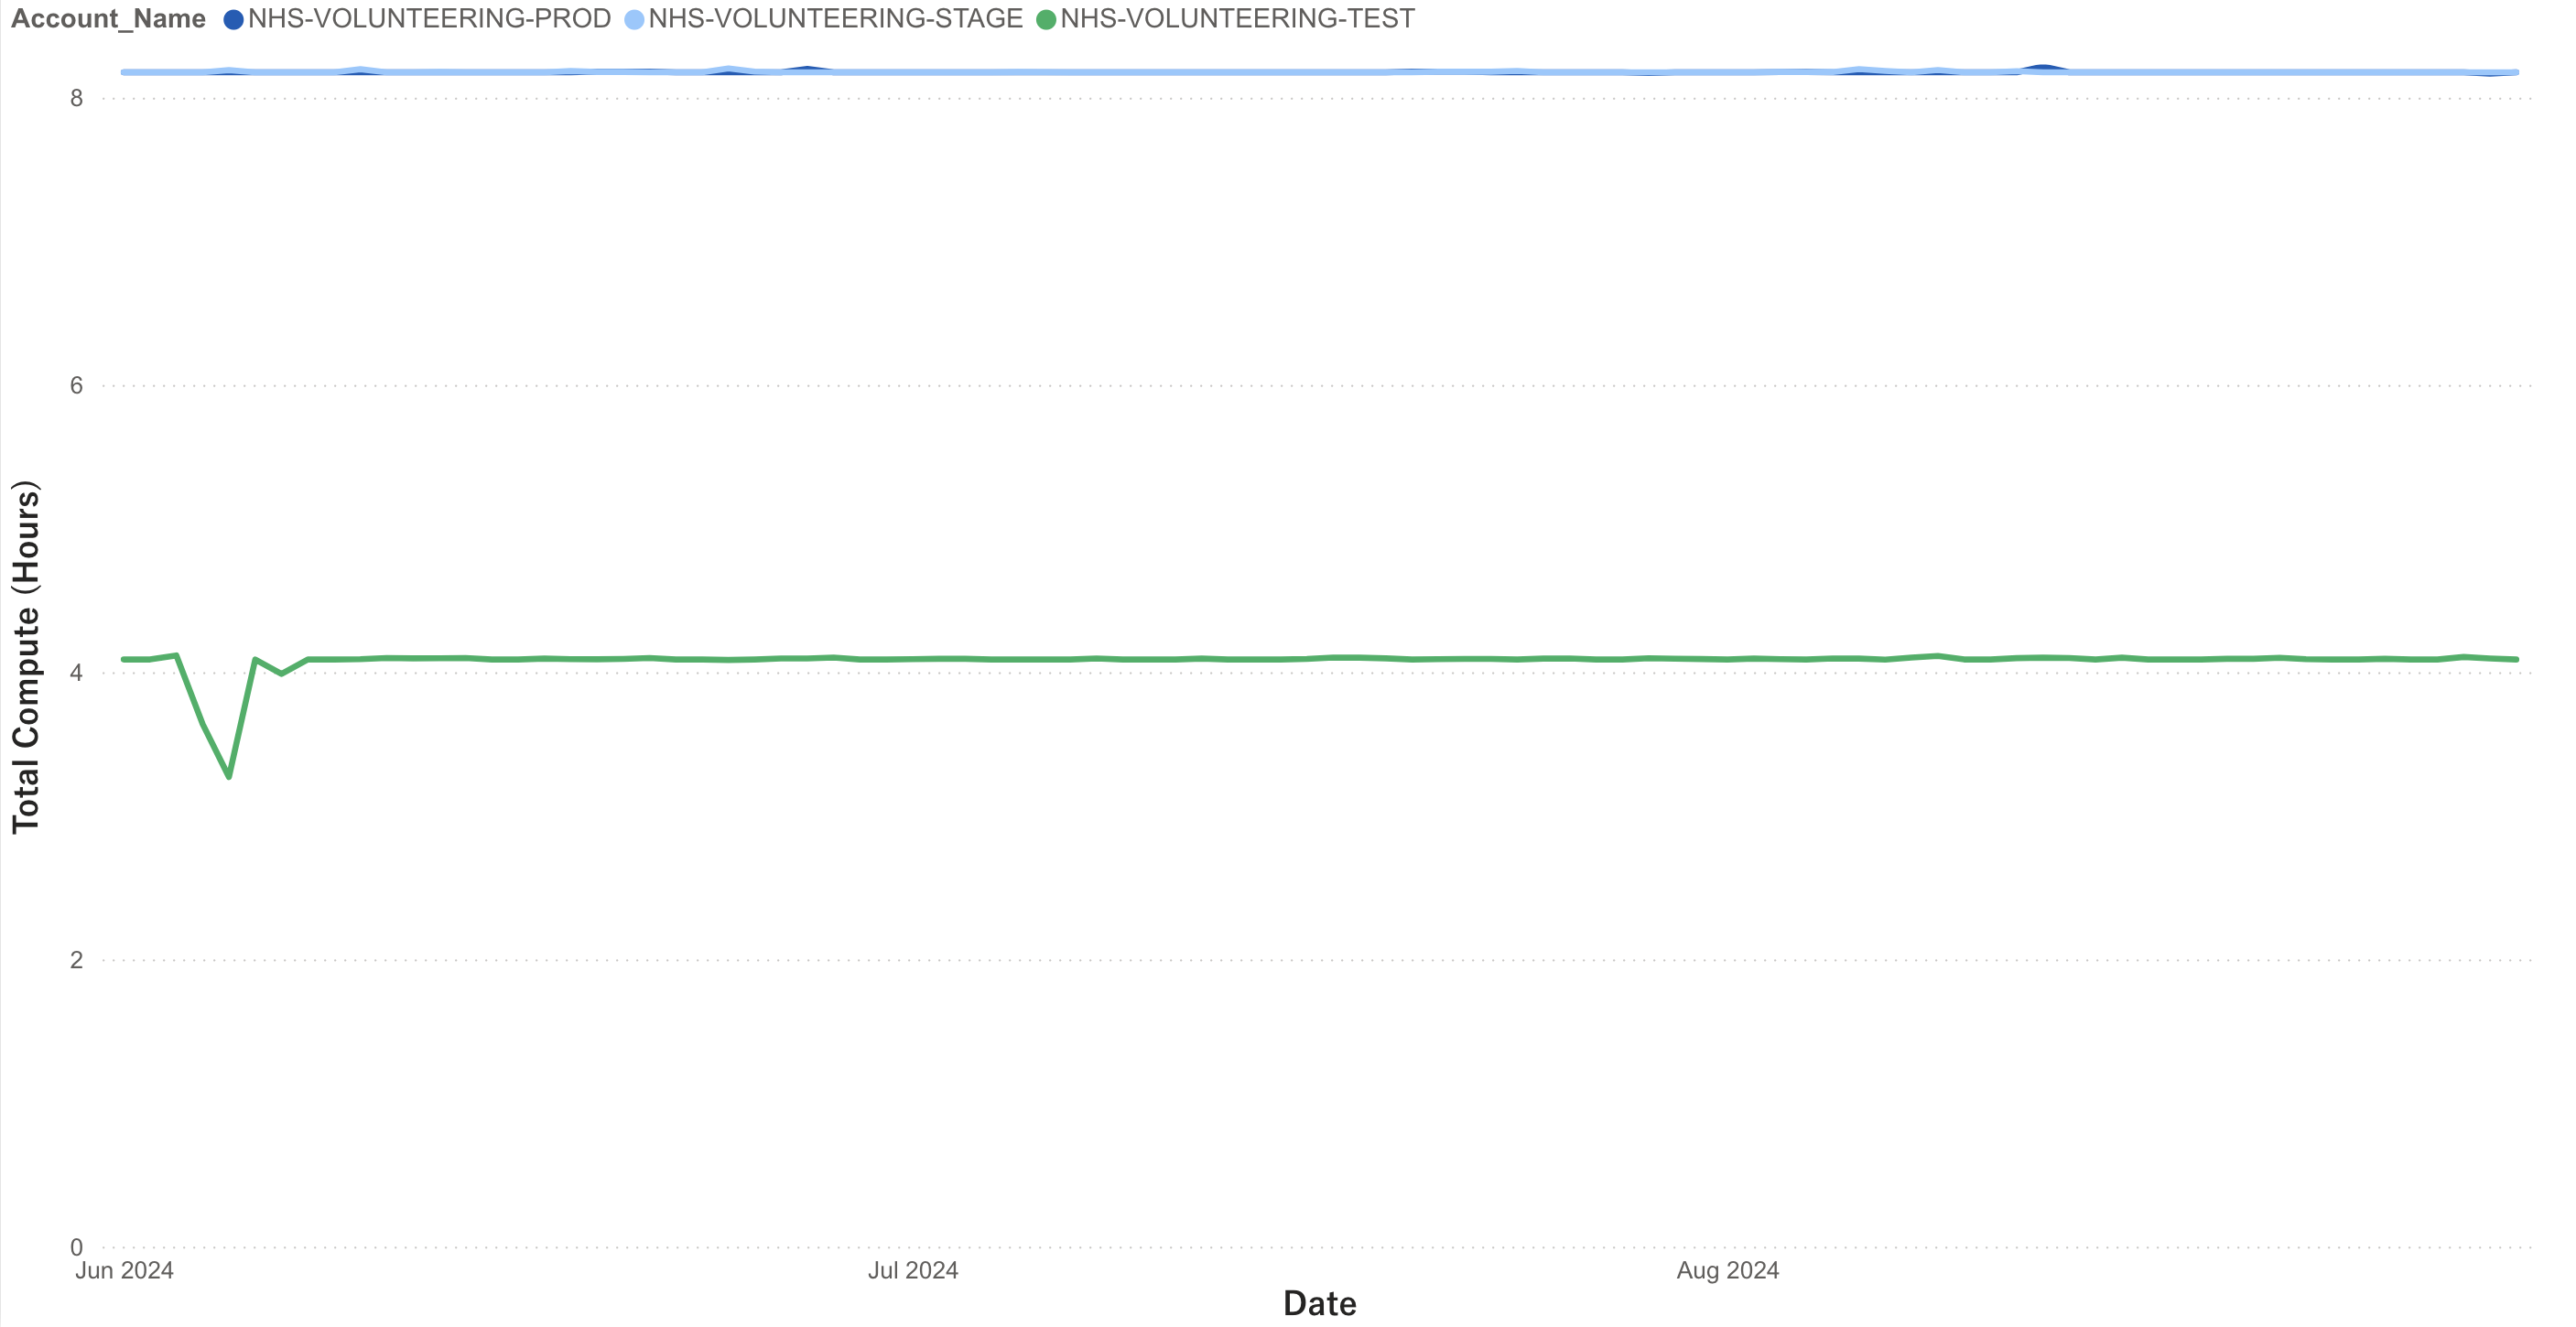 Account_Name NHS-VOLUNTEERING-PROD NHS-VOLUNTEERING-STAGE NHS-VOLUNTEERING-TEST
8
6
4
2
0
Total Compute (Hours)
Jun 2024 Jul 2024 Aug 2024
Date